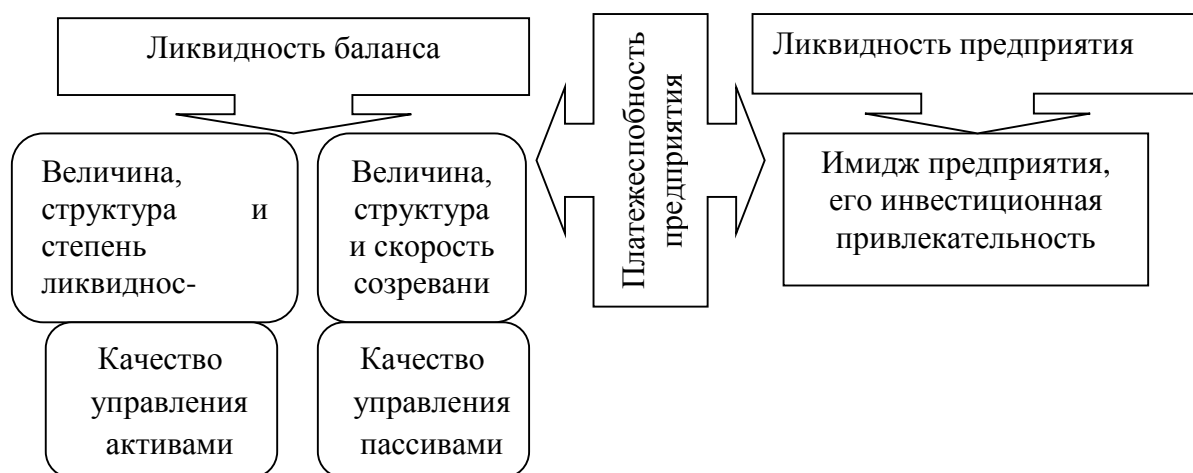 Ликвидность баланса
Платежеспобность
предприятия
Ликвидность предприятия
Величина,
структура и
степень
ликвиднос-
Величина,
структура
и скорость
созревани
Имидж предприятия,
его инвестиционная
привлекательность
Качество
управления
активами
Качество
управления
пассивами